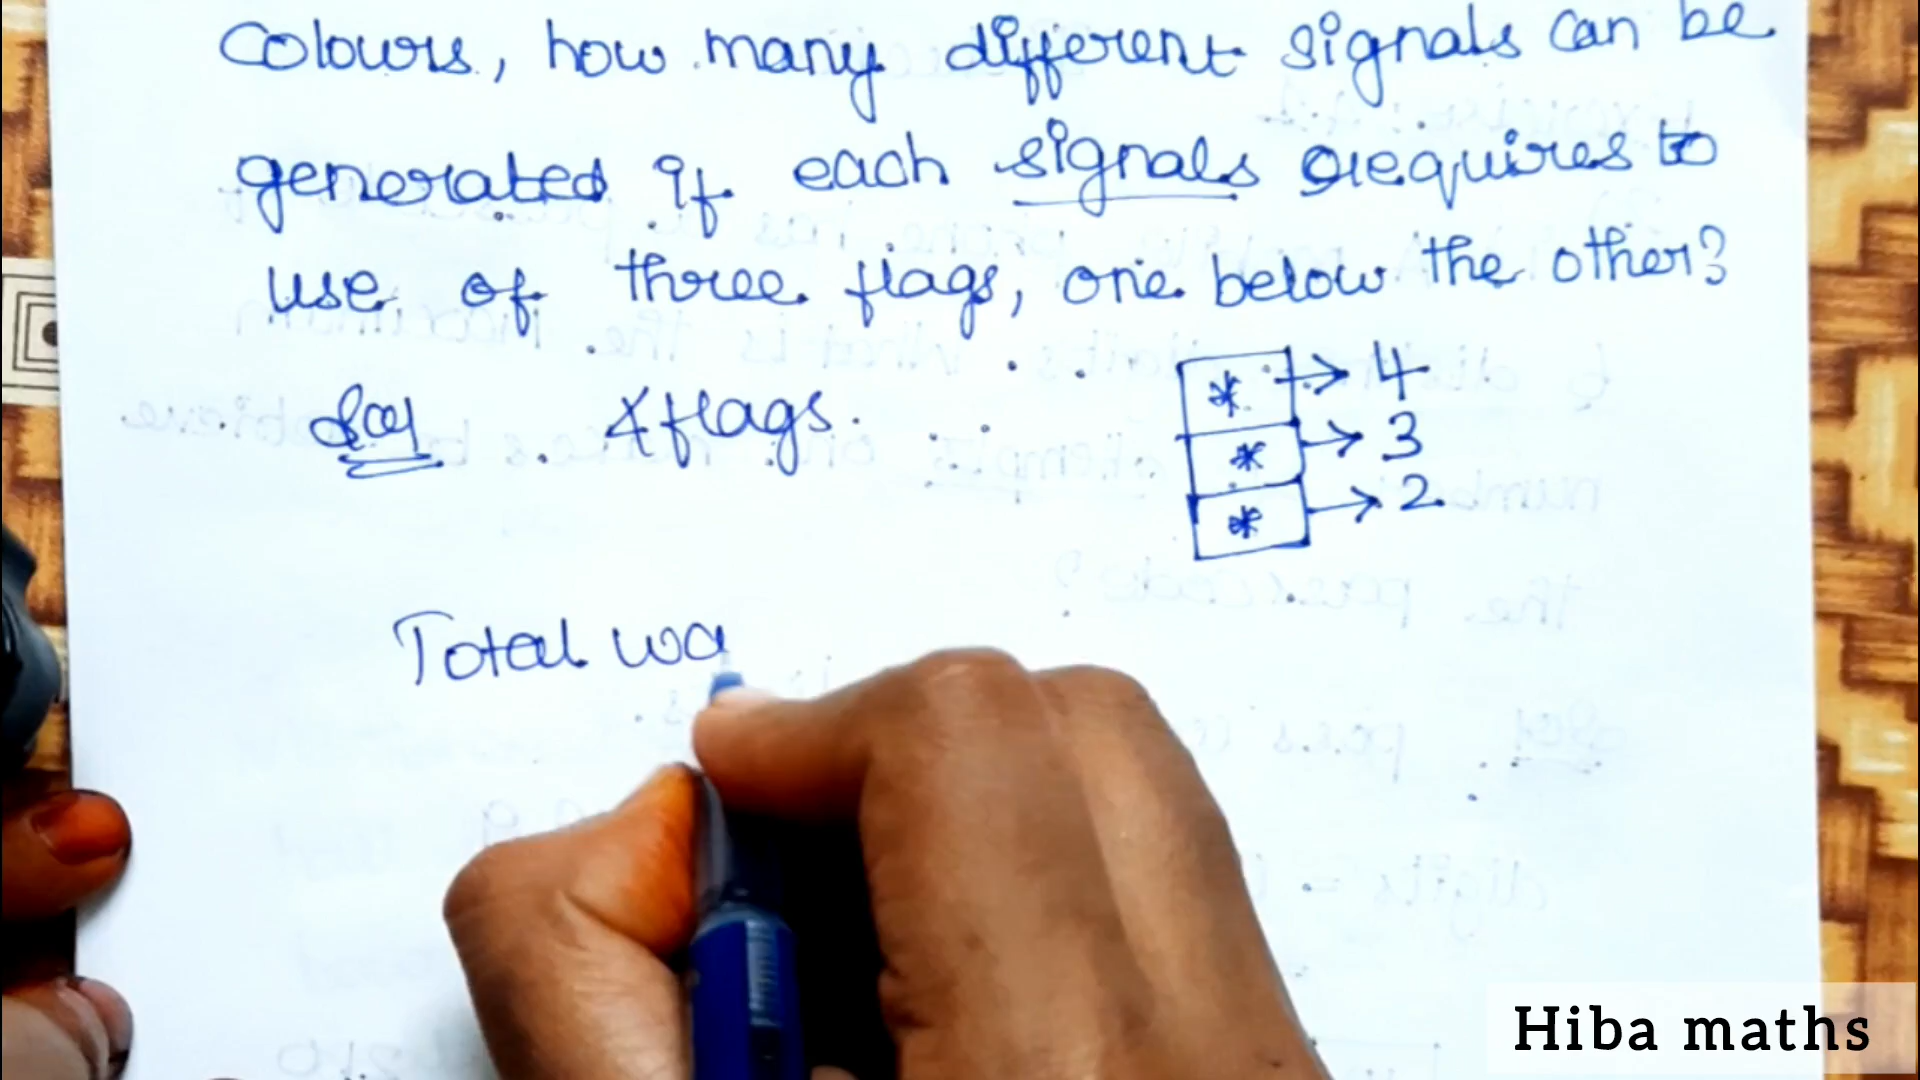 Colours, how many different signals can be
generated if each signals requires to
use of three flags, one below the other?
Sol 4 flags.
* → 4
* → 3
* → 2
Total wa
Hiba maths